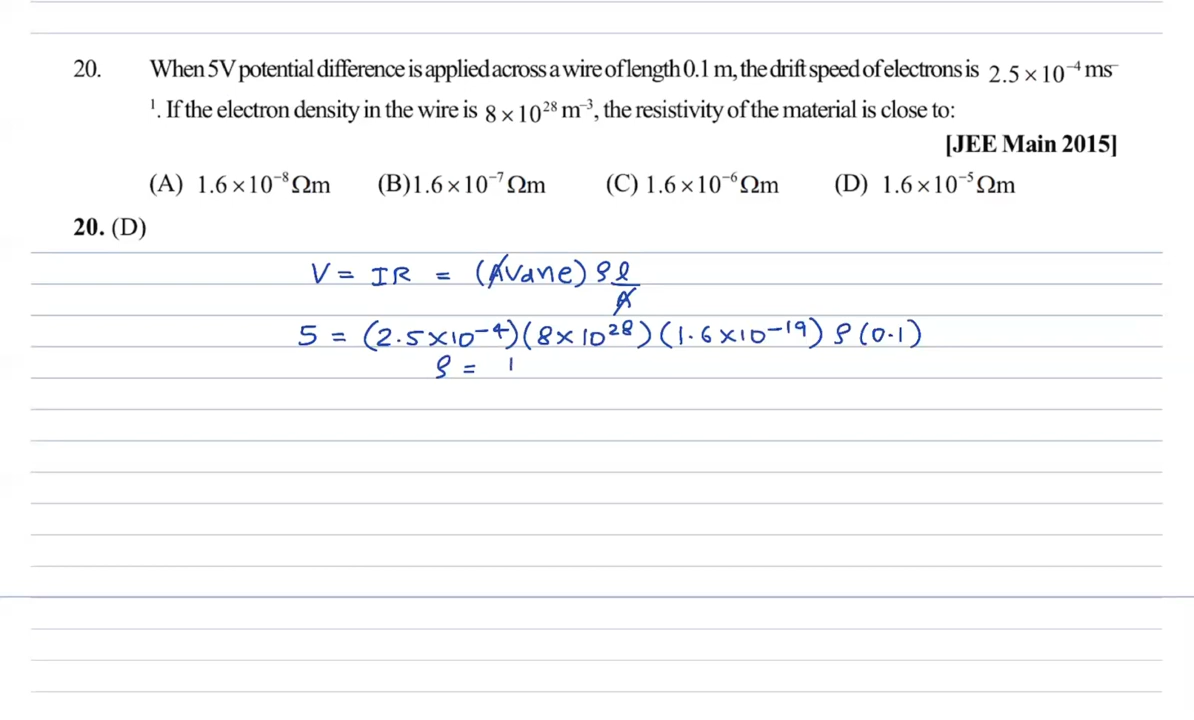 20. When 5V potential difference is applied across a wire of length 0.1 m, the drift speed of electrons is 2.5 × 10⁻⁴ ms⁻
¹. If the electron density in the wire is 8 × 10²⁸ m⁻³, the resistivity of the material is close to:
[JEE Main 2015]
(A) 1.6 × 10⁻⁸ Ωm (B) 1.6 × 10⁻⁷ Ωm (C) 1.6 × 10⁻⁶ Ωm (D) 1.6 × 10⁻⁵ Ωm
20. (D)
V = IR = (AVdne) ρl/A
5 = (2.5×10⁻⁴)(8×10²⁸)(1.6×10⁻¹⁹) ρ (0.1)
ρ = 1